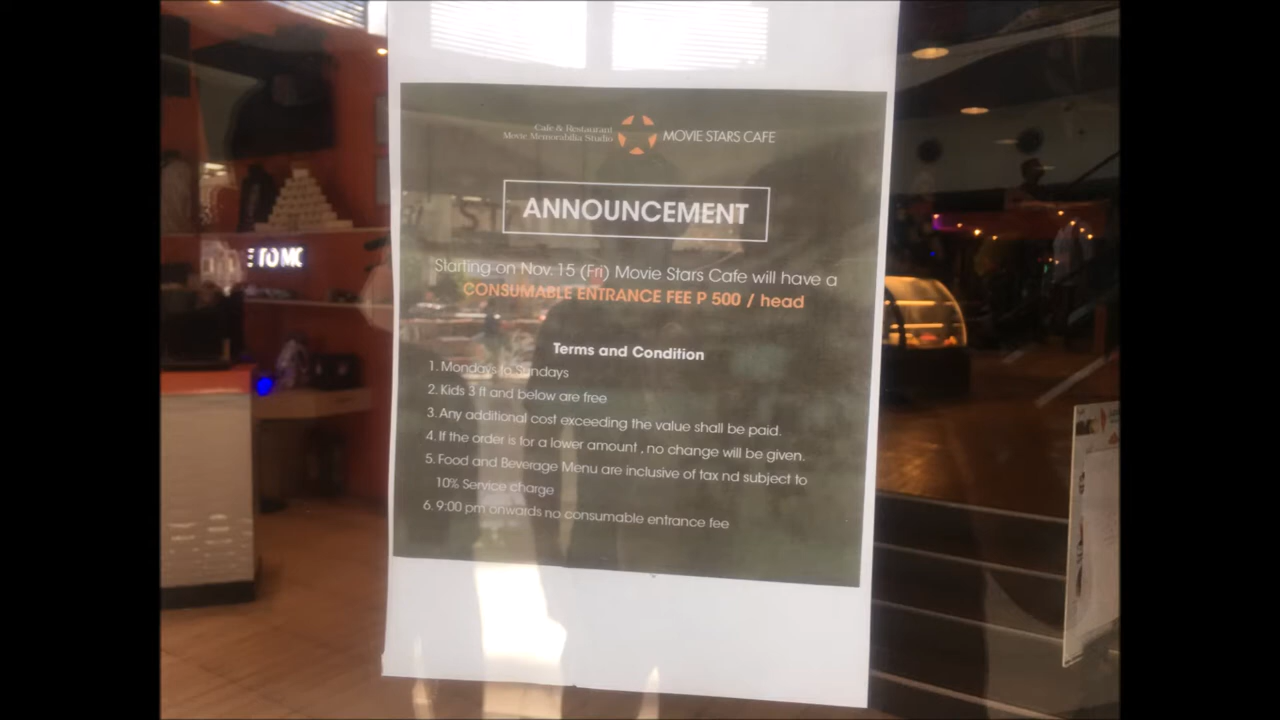 Cafe & Restaurant
Movie Memorabilia Studio
MOVIE STARS CAFE
ANNOUNCEMENT
Starting on Nov. 15 (Fri) Movie Stars Cafe will have a
CONSUMABLE ENTRANCE FEE P 500 / head
Terms and Condition
1. Mondays to Sundays
2. Kids 3 ft and below are free
3. Any additional cost exceeding the value shall be paid.
4. If the order is for a lower amount , no change will be given.
5. Food and Beverage Menu are inclusive of tax nd subject to
10% Service charge
6. 9:00 pm onwards no consumable entrance fee
TO